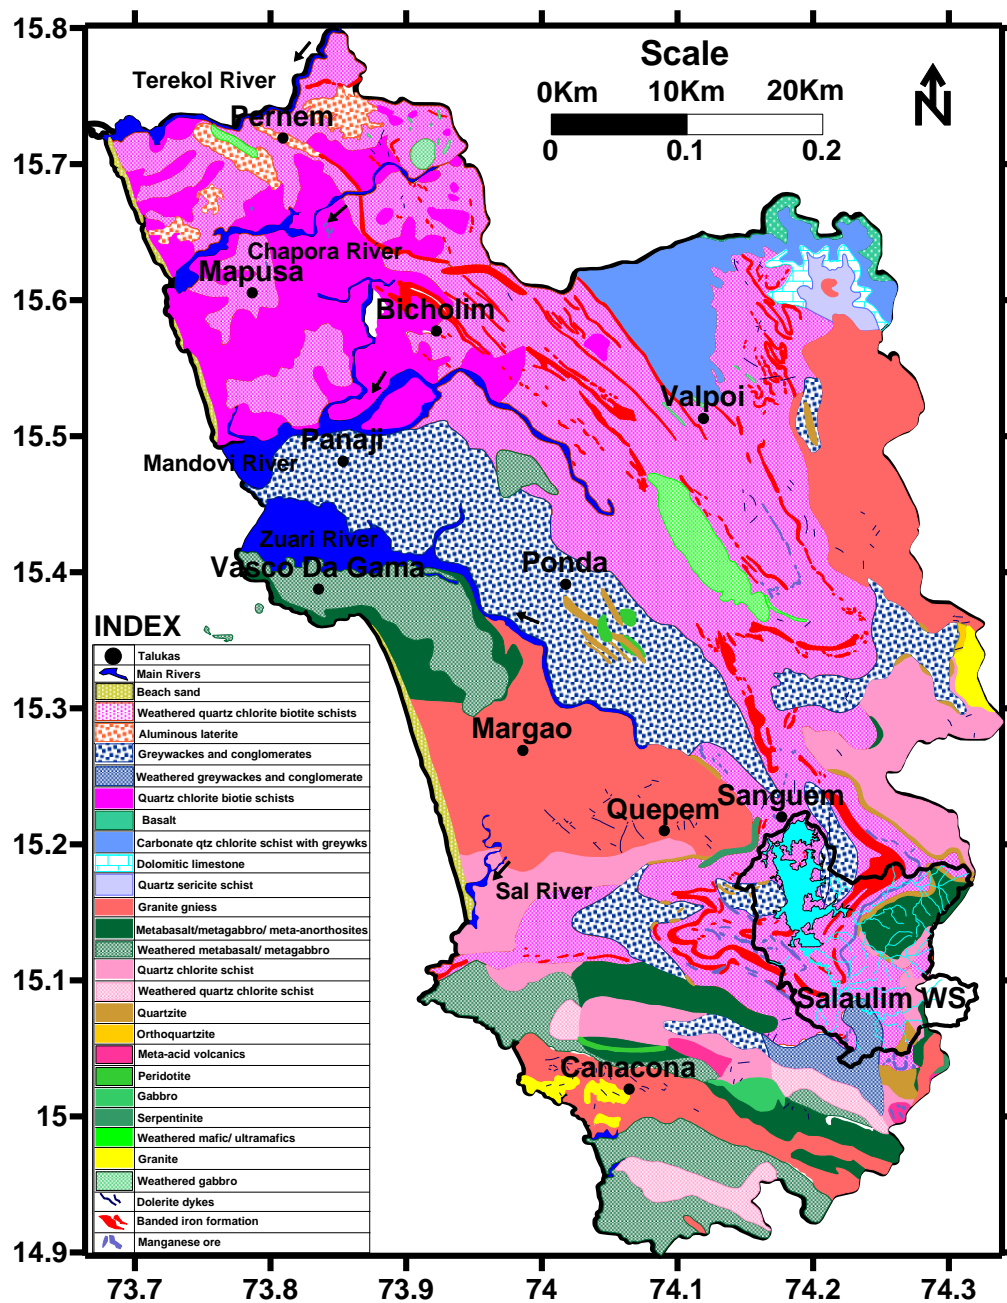 15.8
Scale
Terekol River
0Km 10Km 20Km
N
Pernem
0 0.1 0.2
15.7
Chapora River
Mapusa
15.6
Bicholim
Valpoi
15.5
Panaji
Mandovi River
Zuari River
15.4
Vasco Da Gama
Ponda
INDEX
Talukas
Main Rivers
Beach sand
Weathered quartz chlorite biotite schists
Aluminous laterite
Greywackes and conglomerates
Weathered greywackes and conglomerate
Quartz chlorite biotie schists
Basalt
Carbonate qtz chlorite schist with greywks
Dolomitic limestone
Quartz sericite schist
Granite gniess
Metabasalt/metagabbro/ meta-anorthosites
Weathered metabasalt/ metagabbro
Quartz chlorite schist
Weathered quartz chlorite schist
Quartzite
Orthoquartzite
Meta-acid volcanics
Peridotite
Gabbro
Serpentinite
Weathered mafic/ ultramafics
Granite
Weathered gabbro
Dolerite dykes
Banded iron formation
Manganese ore
15.3
Margao
Quepem
Sanguem
15.2
Sal River
15.1
Salaulim WS
Canacona
15
14.9
73.7 73.8 73.9 74 74.1 74.2 74.3